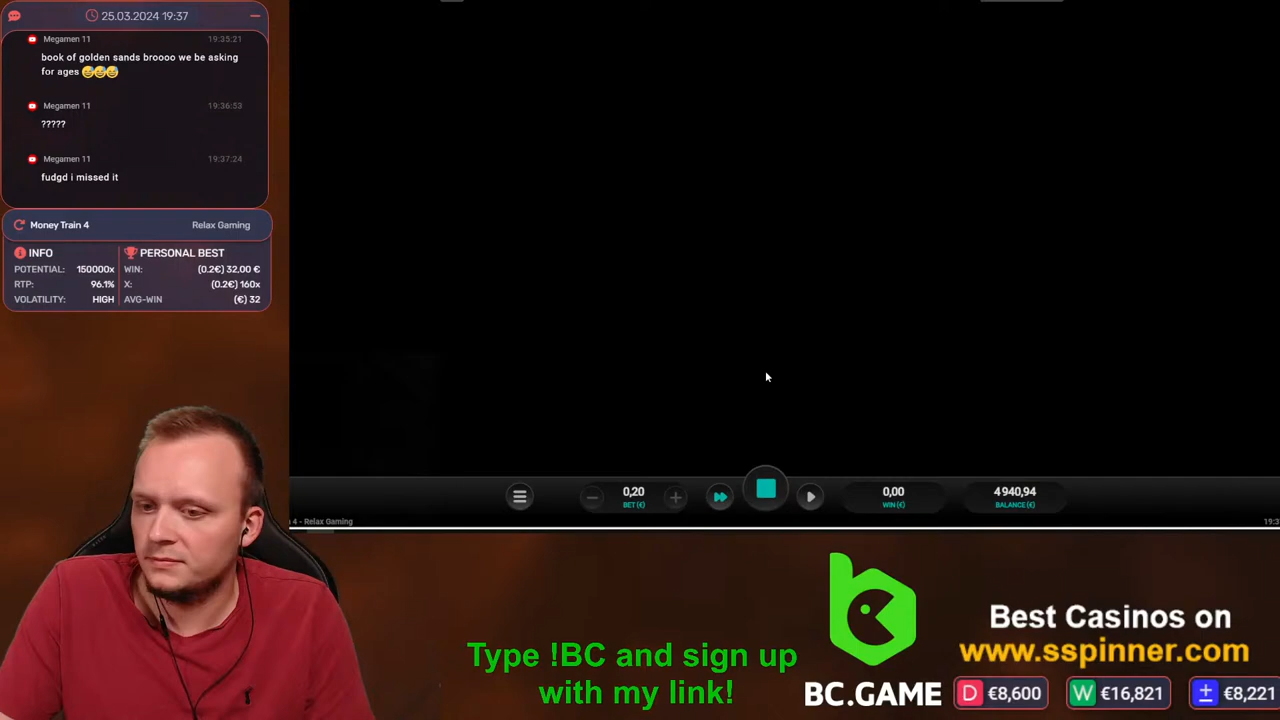 25.03.2024 19:37
Megamen 11 19:35:21
book of golden sands broooo we be asking
for ages 😅😅😅
Megamen 11 19:36:53
?????
Megamen 11 19:37:24
fudgd i missed it
Money Train 4 Relax Gaming
INFO PERSONAL BEST
POTENTIAL: 150000x WIN: (0.2€) 32,00 €
RTP: 96.1% X: (0.2€) 160x
VOLATILITY: HIGH AVG-WIN (€) 32
0,20
BET (€)
0,00
WIN (€)
4 940,94
BALANCE (€)
4 - Relax Gaming
Type !BC and sign up
with my link!
BC.GAME
Best Casinos on
www.sspinner.com
D €8,600 W €16,821 ± €8,221